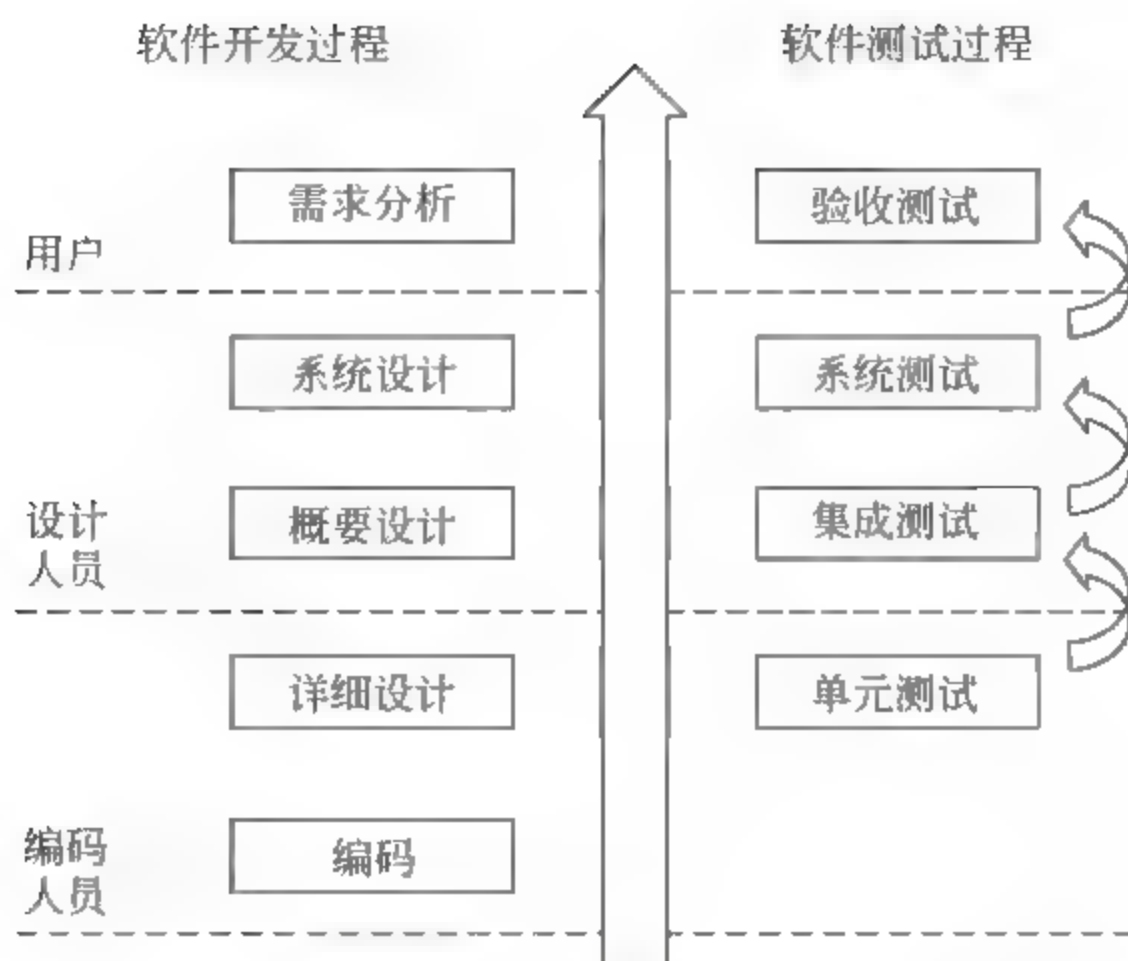 软件开发过程
软件测试过程
需求分析
验收测试
用户
系统设计
系统测试
概要设计
集成测试
设计
人员
详细设计
单元测试
编码
人员
编码